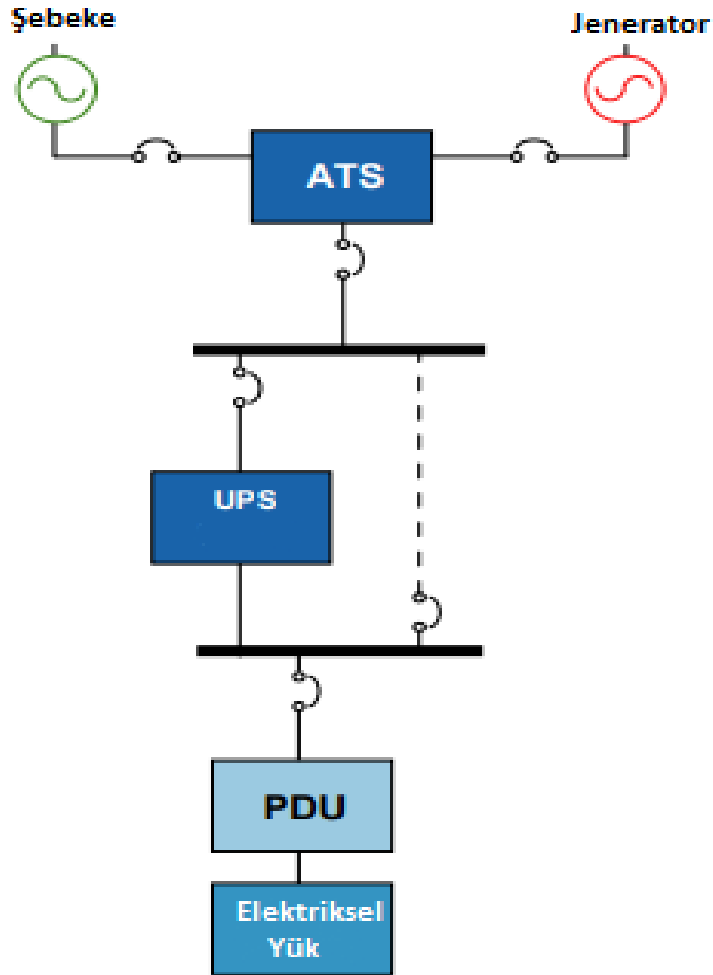 Şebeke
Jenerator
ATS
UPS
PDU
Elektriksel
Yük